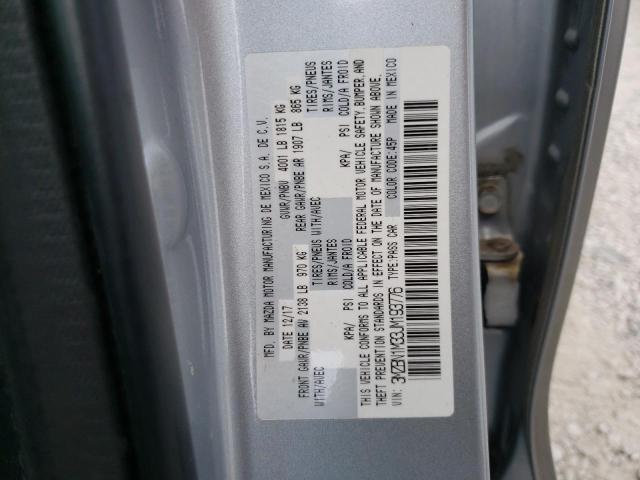 MFD. BY MAZDA MOTOR MANUFACTURING DE MEXICO S.A. DE C.V.
DATE 12/17 GVWR/PNBV 4001 LB 1815 KG
FRONT GAWR/PNBE AV 2138 LB 970 KG REAR GAWR/PNBE AR 1907 LB 865 KG
WITH/AVEC TIRES/PNEUS WITH/AVEC TIRES/PNEUS
RIMS/JANTES RIMS/JANTES
KPA/ PSI COLD/A FROID KPA/ PSI COLD/A FROID
THIS VEHICLE CONFORMS TO ALL APPLICABLE FEDERAL MOTOR VEHICLE SAFETY, BUMPER, AND
THEFT PREVENTION STANDARDS IN EFFECT ON THE DATE OF MANUFACTURE SHOWN ABOVE.
VIN: 3MZBN1M33JM193776 TYPE:PASS CAR COLOR CODE:45P MADE IN MEXICO